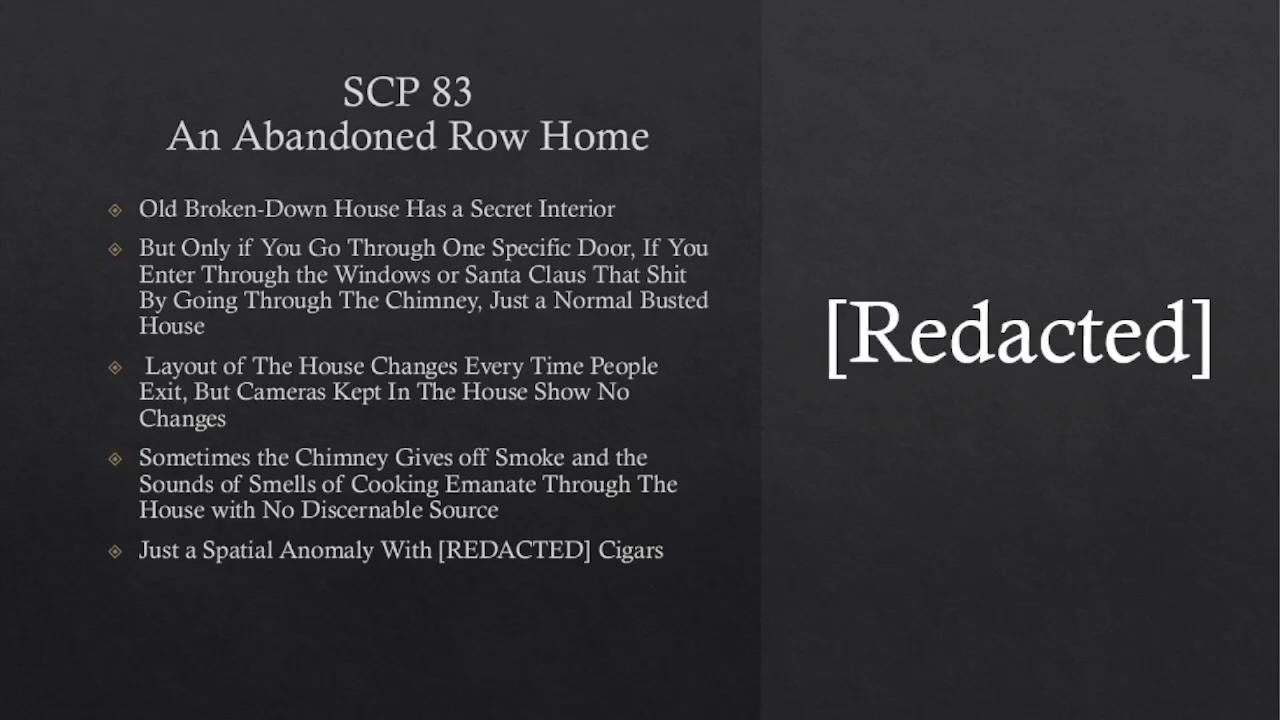 SCP 83
An Abandoned Row Home
Old Broken-Down House Has a Secret Interior
But Only if You Go Through One Specific Door, If You
Enter Through the Windows or Santa Claus That Shit
By Going Through The Chimney, Just a Normal Busted
House
Layout of The House Changes Every Time People
Exit, But Cameras Kept In The House Show No
Changes
Sometimes the Chimney Gives off Smoke and the
Sounds of Smells of Cooking Emanate Through The
House with No Discernable Source
Just a Spatial Anomaly With [REDACTED] Cigars
[Redacted]